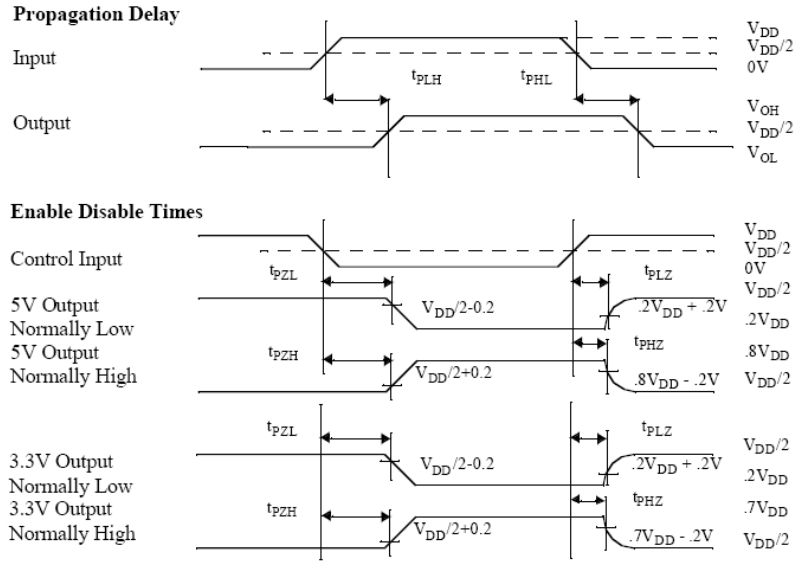 Propagation Delay
V_DD
Input
V_DD/2
0V
t_PLH t_PHL
V_OH
Output
V_DD/2
V_OL
Enable Disable Times
V_DD
Control Input
V_DD/2
0V
t_PZL t_PLZ
V_DD/2
5V Output
Normally Low
V_DD/2-0.2 .2V_DD + .2V
.2V_DD
5V Output
Normally High
t_PZH t_PHZ
.8V_DD
V_DD/2+0.2 .8V_DD - .2V
V_DD/2
t_PZL t_PLZ
V_DD/2
3.3V Output
Normally Low
V_DD/2-0.2 .2V_DD + .2V
.2V_DD
3.3V Output
Normally High
t_PZH t_PHZ
.7V_DD
V_DD/2+0.2 .7V_DD - .2V
V_DD/2